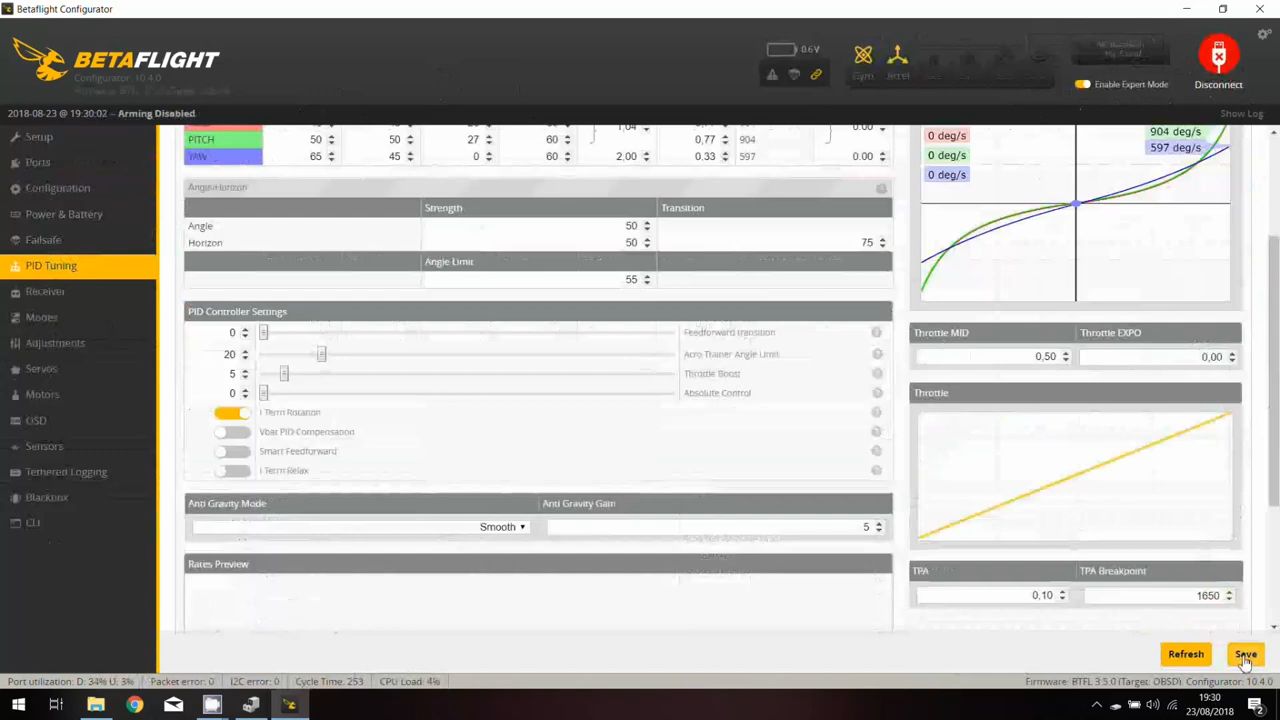 Betaflight Configurator
BETAFLIGHT
Configurator: 10.4.0
0.6V
Enable Expert Mode
Disconnect
2018-08-23 @ 19:30:02 – Arming Disabled
Show Log
Setup
Ports
Configuration
Power & Battery
Failsafe
PID Tuning
Receiver
Modes
Adjustments
Servos
Motors
OSD
Sensors
Tethered Logging
Blackbox
CLI
PITCH 50 50 27 60 1,04 0,77 904 0.00
YAW 65 45 0 60 2,00 0,33 597 0.00
Angle/Horizon
Strength Transition
Angle 50
Horizon 50 75
Angle Limit
55
PID Controller Settings
0 Feedforward transition
20 Acro Trainer Angle Limit
5 Throttle Boost
0 Absolute Control
I Term Rotation
Vbat PID Compensation
Smart Feedforward
I Term Relax
Anti Gravity Mode Anti Gravity Gain
Smooth 5
Rates Preview
0 deg/s 904 deg/s
0 deg/s 597 deg/s
0 deg/s
Throttle MID Throttle EXPO
0,50 0,00
Throttle
TPA TPA Breakpoint
0,10 1650
Refresh Save
Port utilization: D: 34% U: 3% Packet error: 0 I2C error: 0 Cycle Time: 253 CPU Load: 4% Firmware: BTFL 3.5.0 (Target: OBSD), Configurator: 10.4.0
19:30
23/08/2018
2